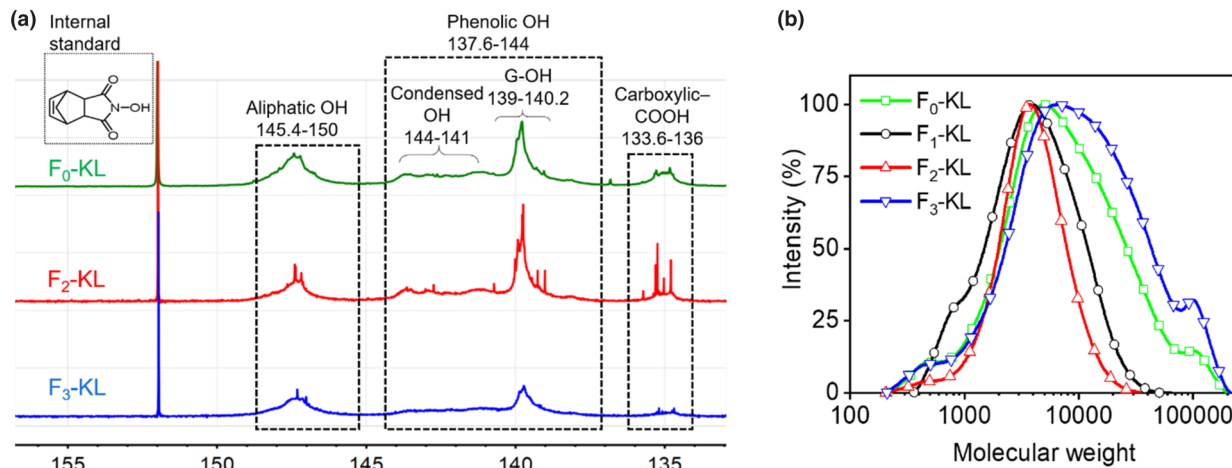 (a)
Internal
standard
O
N
OH
O
Phenolic OH
137.6-144
Aliphatic OH
145.4-150
Condensed
OH
144-141
G-OH
139-140.2
Carboxylic–
COOH
133.6-136
F₀-KL
F₂-KL
F₃-KL
155
150
145
140
135
(b)
100
75
50
25
0
Intensity (%)
F₀-KL
F₁-KL
F₂-KL
F₃-KL
100
1000
10000
100000
Molecular weight